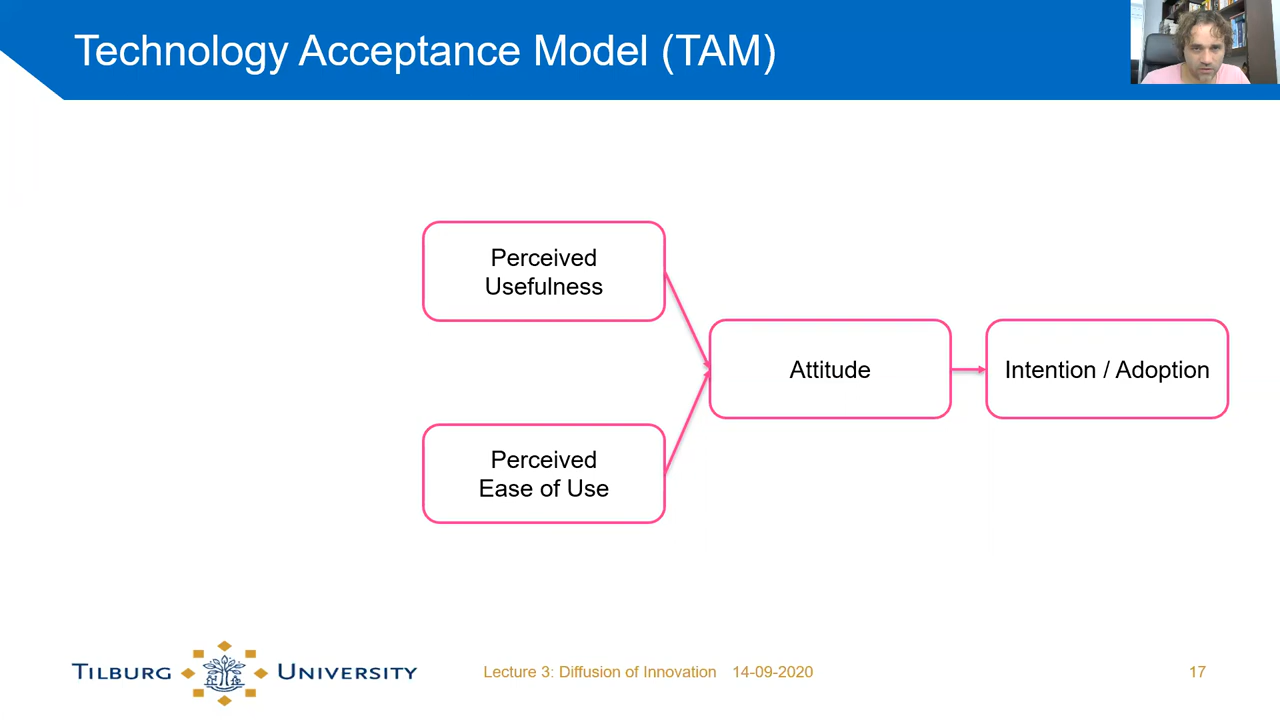 Technology Acceptance Model (TAM)
Perceived
Usefulness
Attitude
Intention / Adoption
Perceived
Ease of Use
TILBURG UNIVERSITY
Lecture 3: Diffusion of Innovation 14-09-2020
17